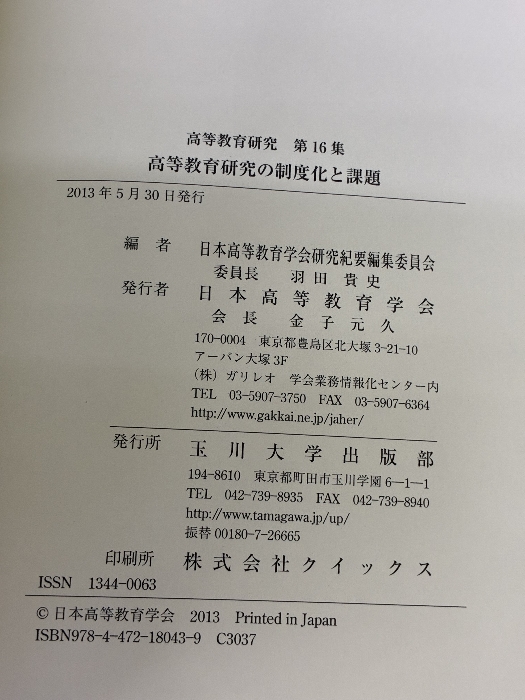 高等教育研究 第16集
高等教育研究の制度化と課題
2013年5月30日発行
編 者 日本高等教育学会研究紀要編集委員会
委員長 羽田貴史
発行者 日本高等教育学会
会長 金子元久
170-0004 東京都豊島区北大塚3-21-10
アーバン大塚3F
(株)ガリレオ 学会業務情報化センター内
TEL 03-5907-3750 FAX 03-5907-6364
http://www.gakkai.ne.jp/jaher/
発行所 玉川大学出版部
194-8610 東京都町田市玉川学園6—1—1
TEL 042-739-8935 FAX 042-739-8940
http://www.tamagawa.jp/up/
振替 00180-7-26665
印刷所 株式会社クイックス
ISSN 1344-0063
© 日本高等教育学会 2013 Printed in Japan
ISBN978-4-472-18043-9 C3037